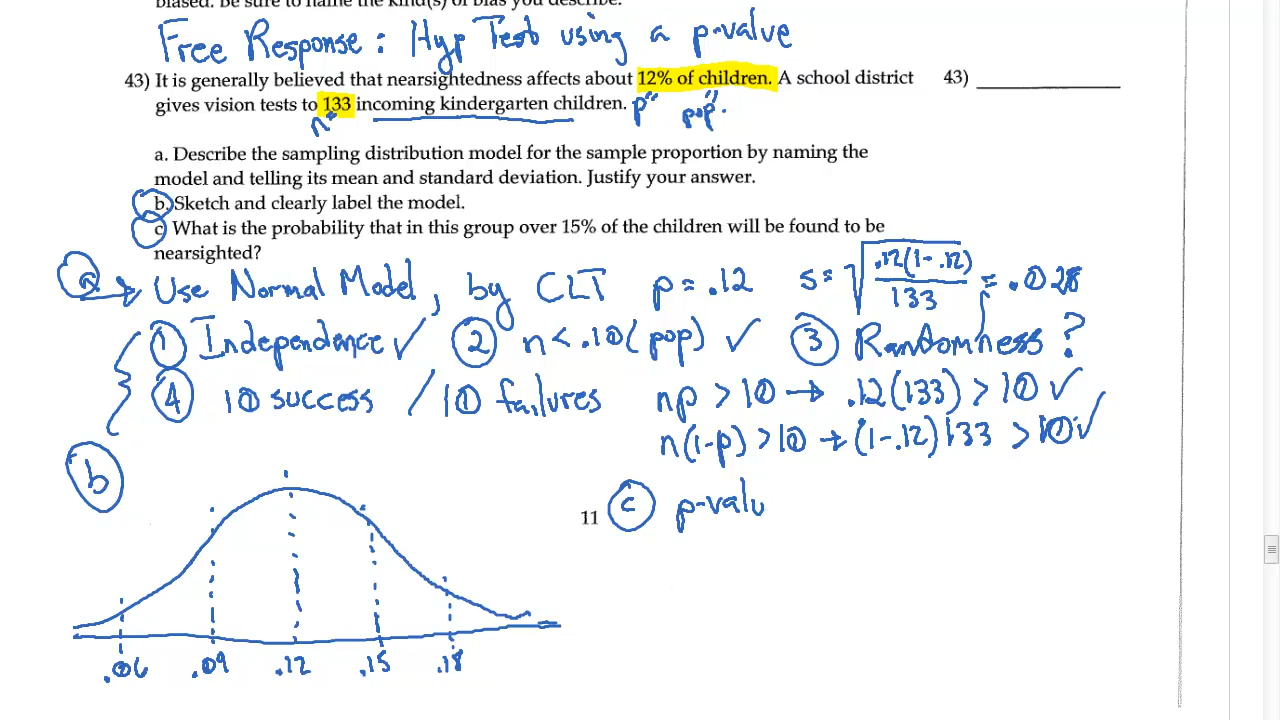 biased. Be sure to name the kind(s) of bias you describe.
Free Response: Hyp Test using a p-value
43) It is generally believed that nearsightedness affects about 12% of children. A school district 43)
gives vision tests to 133 incoming kindergarten children.
n p pop.
a. Describe the sampling distribution model for the sample proportion by naming the
model and telling its mean and standard deviation. Justify your answer.
b. Sketch and clearly label the model.
c. What is the probability that in this group over 15% of the children will be found to be
nearsighted?
a → Use Normal Model, by CLT p = .12 s = √ .12(1-.12) / 133 = .028
① Independence ✓ ② n < .10(pop) ✓ ③ Randomness?
④ 10 success / 10 failures np > 10 → .12(133) > 10 ✓
n(1-p) > 10 → (1-.12)133 > 10 ✓
b
11 c p-valu
.06 .09 .12 .15 .18